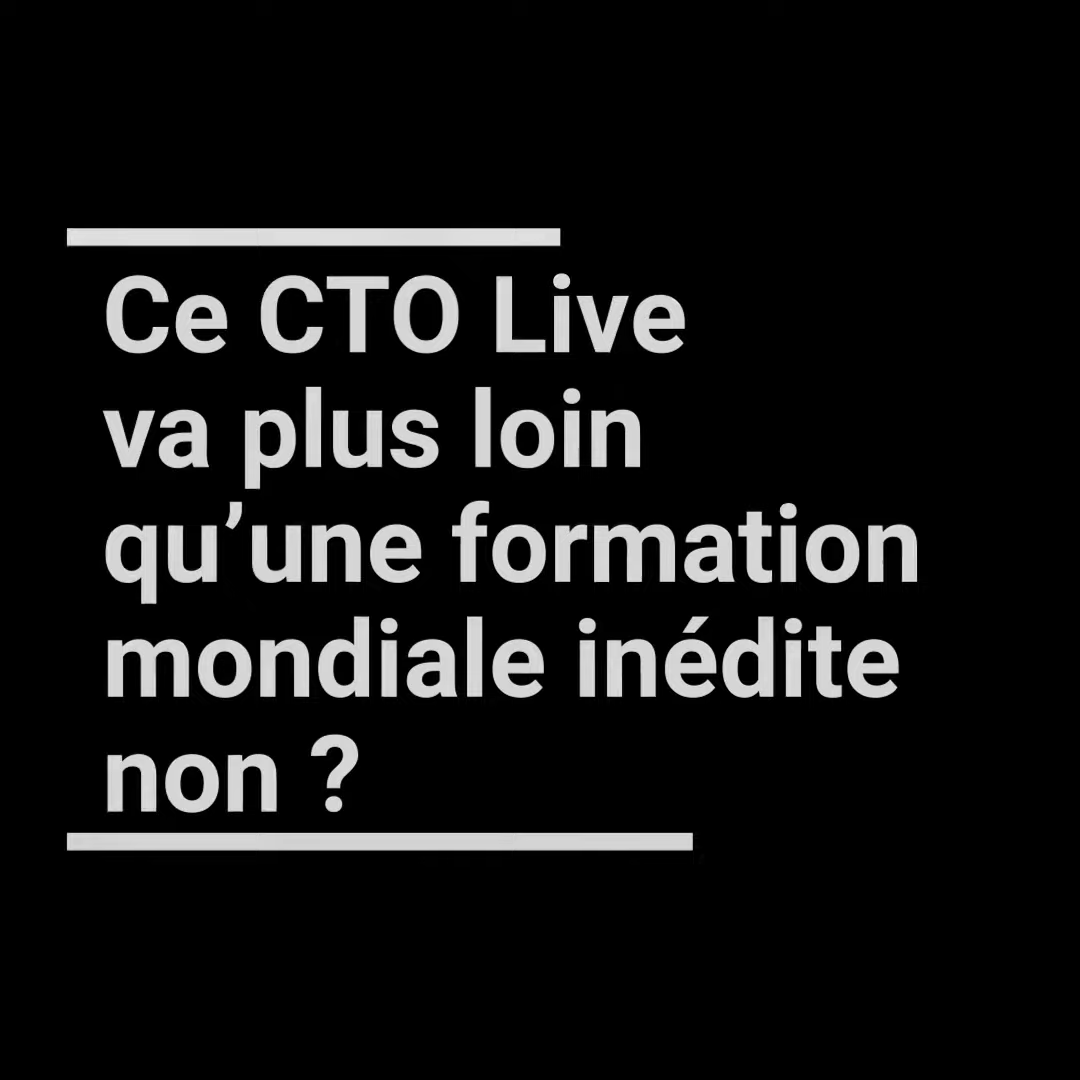 Ce CTO Live
va plus loin
qu’une formation
mondiale inédite
non ?